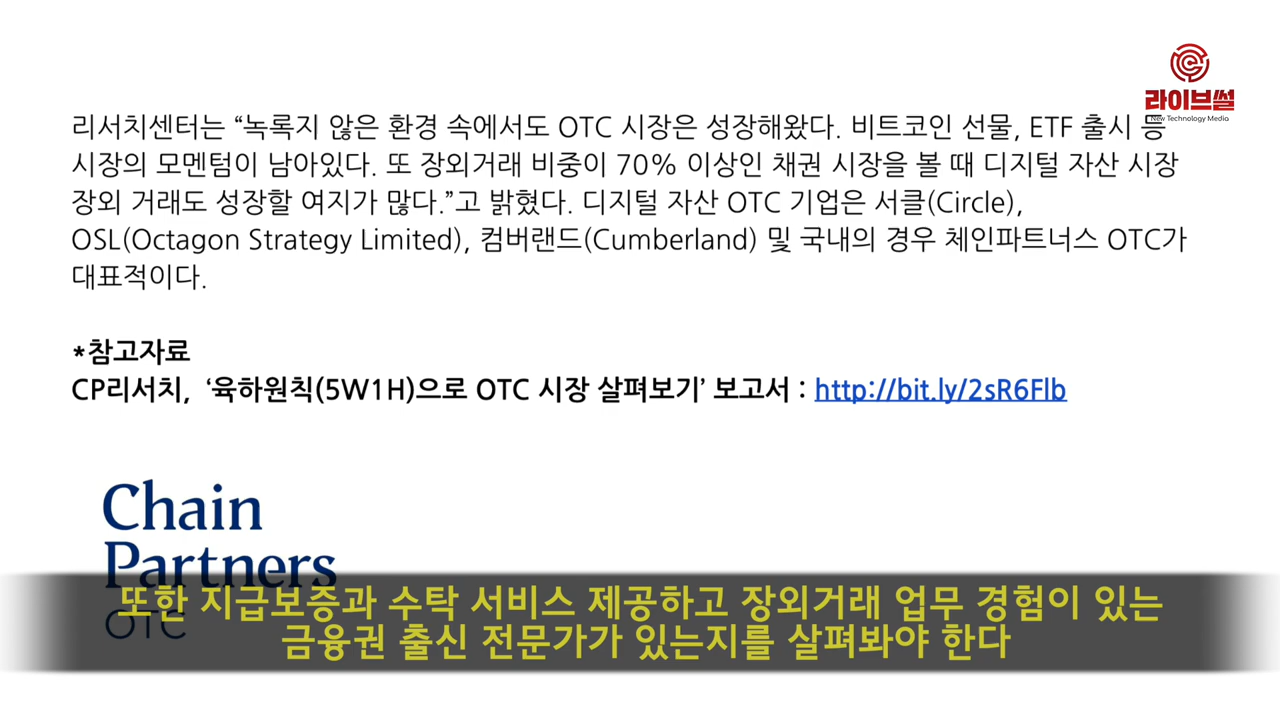 라이브썰
New Technology Media
리서치센터는 “녹록지 않은 환경 속에서도 OTC 시장은 성장해왔다. 비트코인 선물, ETF 출시 등
시장의 모멘텀이 남아있다. 또 장외거래 비중이 70% 이상인 채권 시장을 볼 때 디지털 자산 시장
장외 거래도 성장할 여지가 많다.”고 밝혔다. 디지털 자산 OTC 기업은 서클(Circle),
OSL(Octagon Strategy Limited), 컴버랜드(Cumberland) 및 국내의 경우 체인파트너스 OTC가
대표적이다.
*참고자료
CP리서치, ‘육하원칙(5W1H)으로 OTC 시장 살펴보기’ 보고서 : http://bit.ly/2sR6Flb
Chain
Partners
OTC
또한 지급보증과 수탁 서비스 제공하고 장외거래 업무 경험이 있는
금융권 출신 전문가가 있는지를 살펴봐야 한다